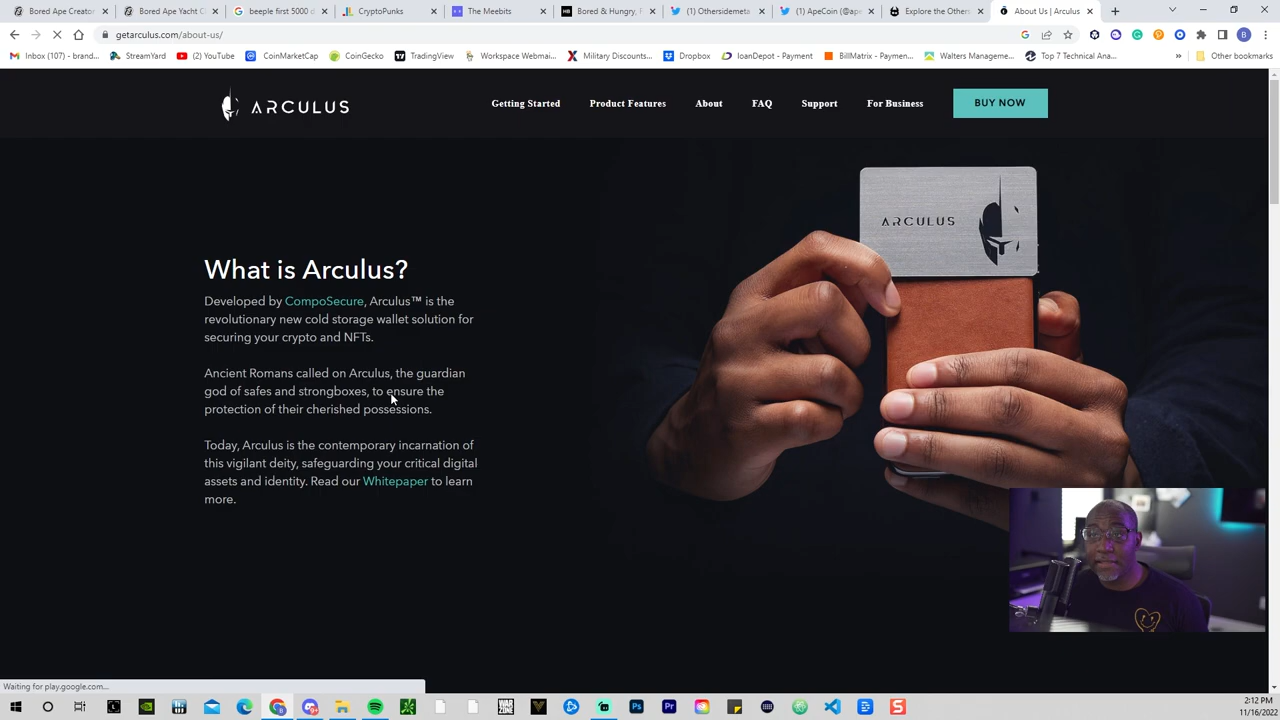 Bored Ape Creator
Bored Ape Yacht C
beeple first 5000 d
CryptoPunks
The Meebits
Bored & Hungry, F
(1) Othersidemeta
(1) ApeCoin (@ape
Explore the Others
About Us | Arculus
getarculus.com/about-us/
Inbox (107) - brand...
StreamYard
(2) YouTube
CoinMarketCap
CoinGecko
TradingView
Workspace Webmai...
Military Discounts...
Dropbox
loanDepot - Payment
BillMatrix - Paymen...
Walters Manageme...
Top 7 Technical Ana...
»
Other bookmarks
ARCULUS
Getting Started
Product Features
About
FAQ
Support
For Business
BUY NOW
ARCULUS
What is Arculus?
Developed by CompoSecure, Arculus™ is the
revolutionary new cold storage wallet solution for
securing your crypto and NFTs.
Ancient Romans called on Arculus, the guardian
god of safes and strongboxes, to ensure the
protection of their cherished possessions.
Today, Arculus is the contemporary incarnation of
this vigilant deity, safeguarding your critical digital
assets and identity. Read our Whitepaper to learn
more.
Waiting for play.google.com...
2:12 PM
11/16/2022